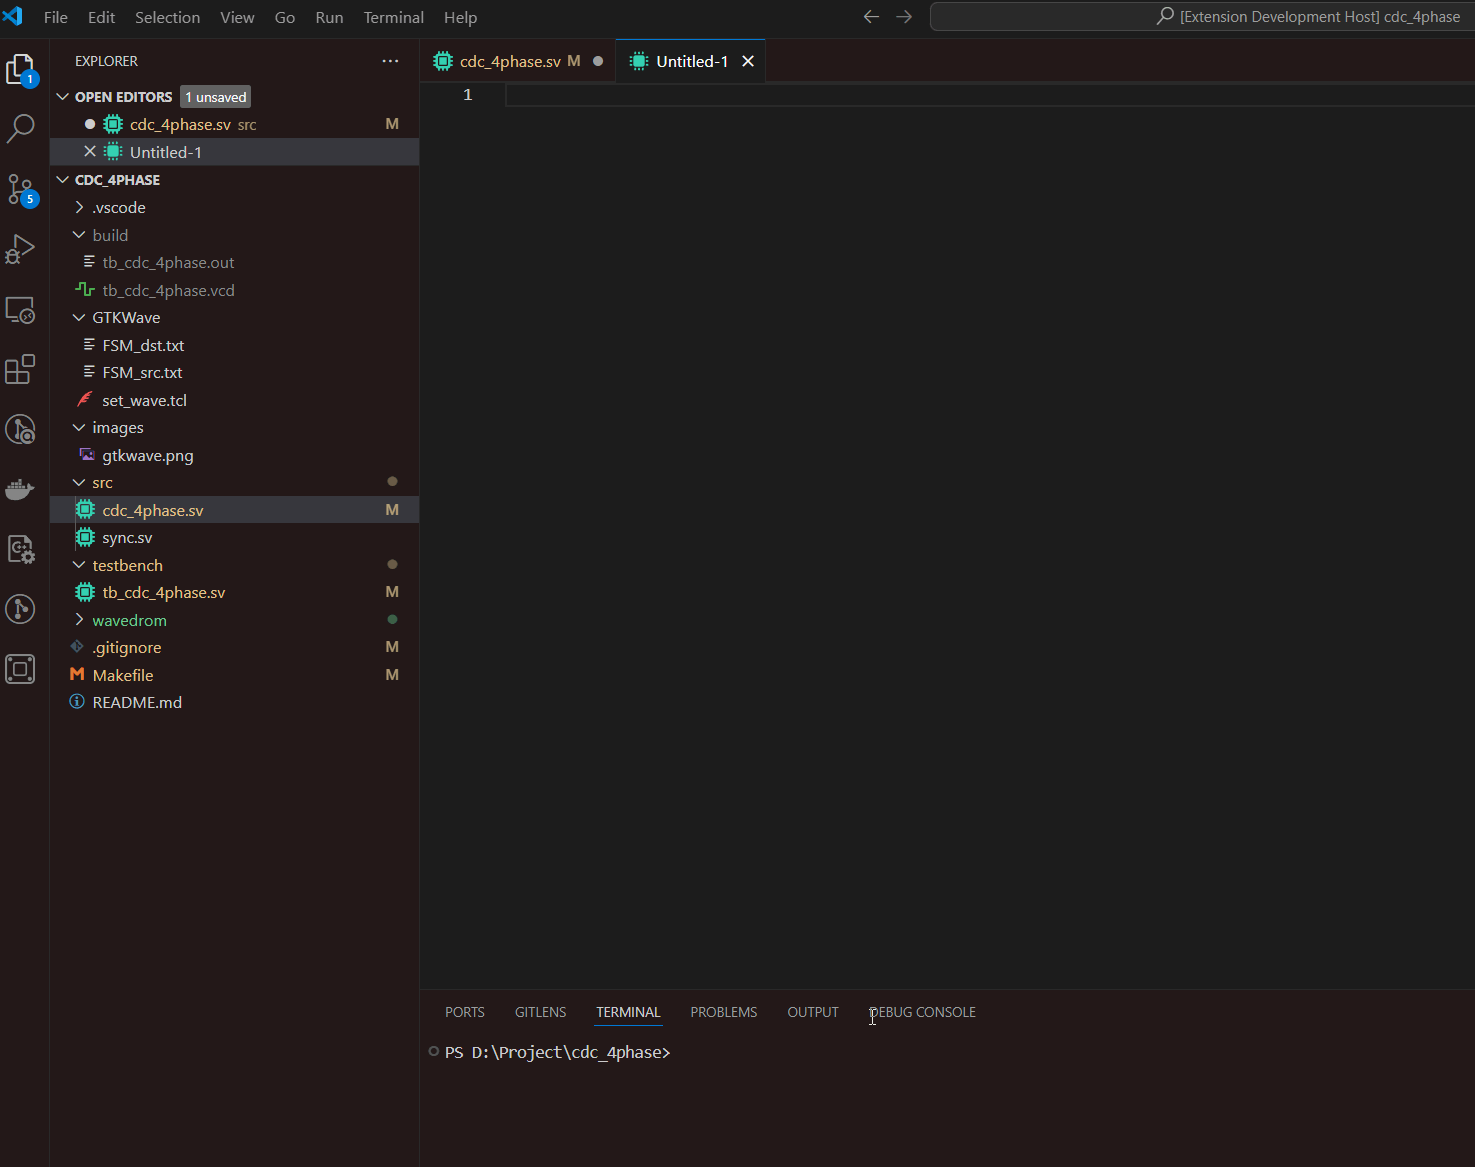 File Edit Selection View Go Run Terminal Help
[Extension Development Host] cdc_4phase
EXPLORER
cdc_4phase.sv M
Untitled-1
1
OPEN EDITORS 1 unsaved
1
cdc_4phase.sv src M
Untitled-1
CDC_4PHASE
.vscode
5
build
tb_cdc_4phase.out
tb_cdc_4phase.vcd
GTKWave
FSM_dst.txt
FSM_src.txt
set_wave.tcl
images
gtkwave.png
src
cdc_4phase.sv M
sync.sv
testbench
tb_cdc_4phase.sv M
wavedrom
.gitignore M
M Makefile M
README.md
PORTS GITLENS TERMINAL PROBLEMS OUTPUT DEBUG CONSOLE
PS D:\Project\cdc_4phase>